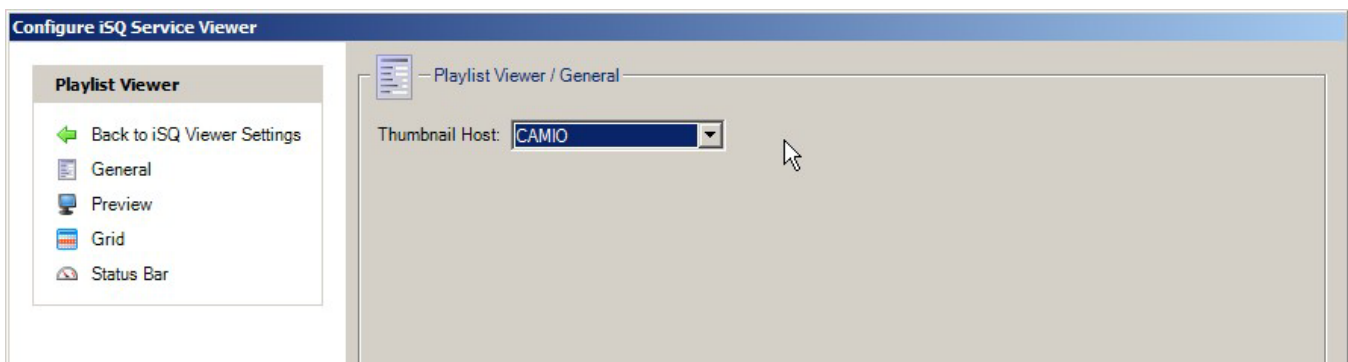 Configure iSQ Service Viewer
Playlist Viewer
Back to iSQ Viewer Settings
General
Preview
Grid
Status Bar
Playlist Viewer / General
Thumbnail Host: CAMIO